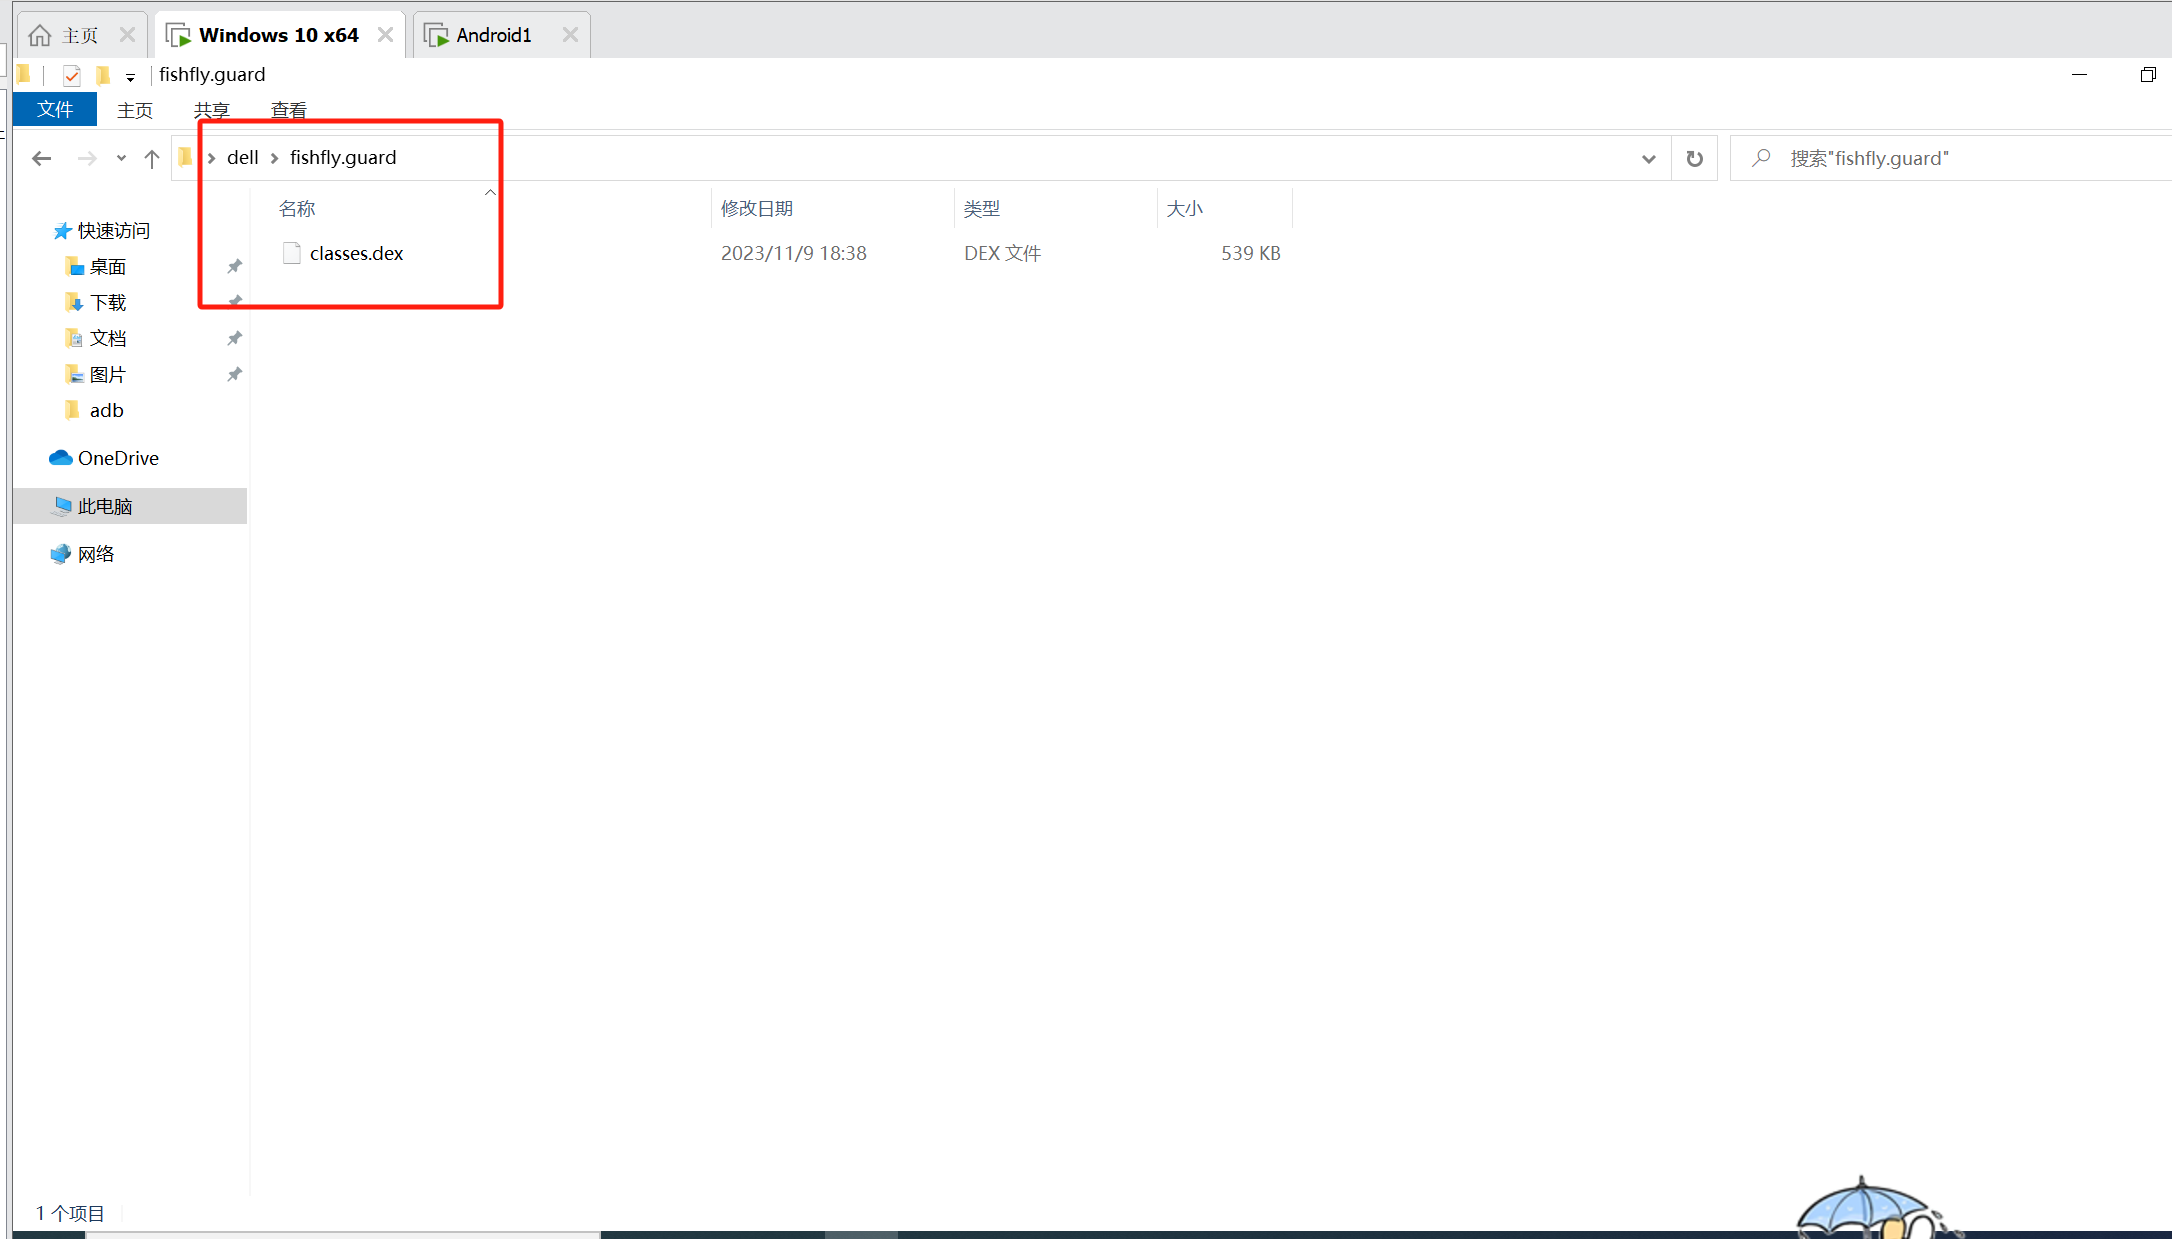 主页 Windows 10 x64 Android1
fishfly.guard
文件 主页 共享 查看
dell fishfly.guard 搜索"fishfly.guard"
名称 修改日期 类型 大小
classes.dex 2023/11/9 18:38 DEX 文件 539 KB
快速访问
桌面
下载
文档
图片
adb
OneDrive
此电脑
网络
1 个项目